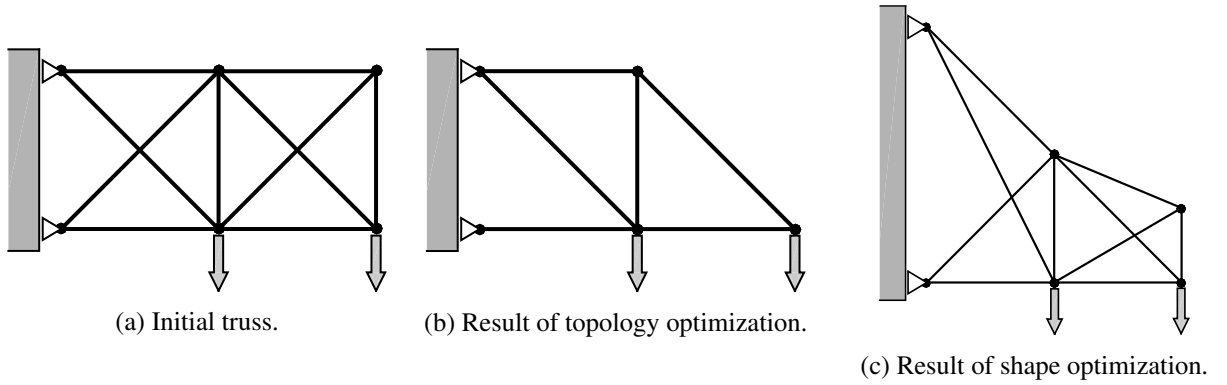 (a) Initial truss.
(b) Result of topology optimization.
(c) Result of shape optimization.